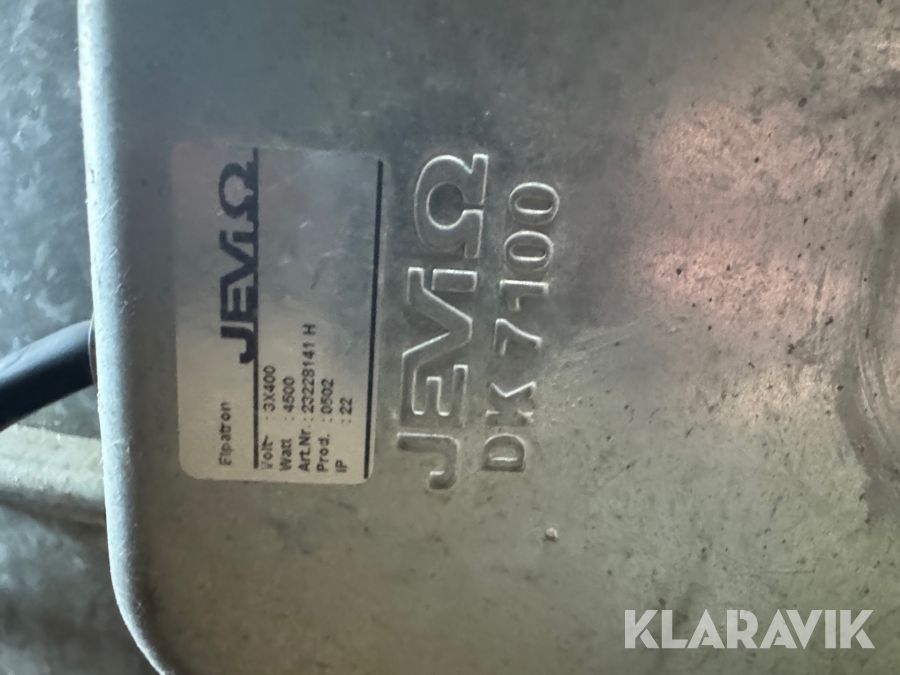 Elpatron
JEVIΩ
Volt : 3X400
Watt : 4500
Art.Nr. : 23228141 H
Prod. : 0502
IP : 22
JEVIΩ
DK 7100
KLARAVIK